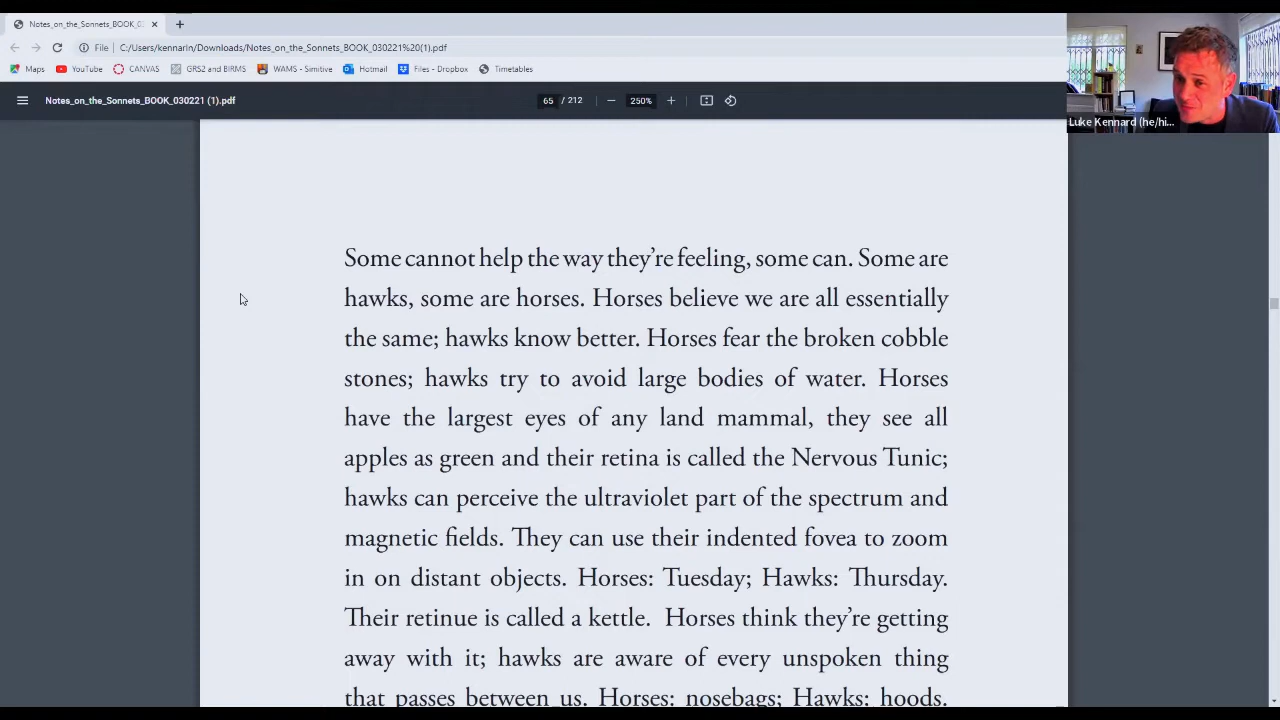 Notes_on_the_Sonnets_BOOK_0:
File C:/Users/kennarin/Downloads/Notes_on_the_Sonnets_BOOK_030221%20(1).pdf
Maps YouTube CANVAS GRS2 and BIRMS WAMS - Simitive Hotmail Files - Dropbox Timetables
Notes_on_the_Sonnets_BOOK_030221 (1).pdf 65 / 212 250%
Luke Kennard (he/hi...
Some cannot help the way they’re feeling, some can. Some are
hawks, some are horses. Horses believe we are all essentially
the same; hawks know better. Horses fear the broken cobble
stones; hawks try to avoid large bodies of water. Horses
have the largest eyes of any land mammal, they see all
apples as green and their retina is called the Nervous Tunic;
hawks can perceive the ultraviolet part of the spectrum and
magnetic fields. They can use their indented fovea to zoom
in on distant objects. Horses: Tuesday; Hawks: Thursday.
Their retinue is called a kettle. Horses think they’re getting
away with it; hawks are aware of every unspoken thing
that passes between us. Horses: nosebags; Hawks: hoods.